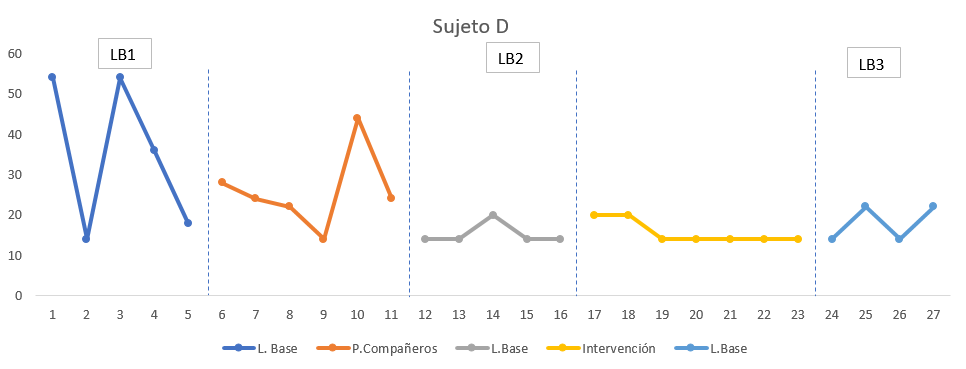 Sujeto D
LB1
LB2
LB3
60
50
40
30
20
10
0
1 2 3 4 5 6 7 8 9 10 11 12 13 14 15 16 17 18 19 20 21 22 23 24 25 26 27
L. Base P.Compañeros L.Base Intervención L.Base